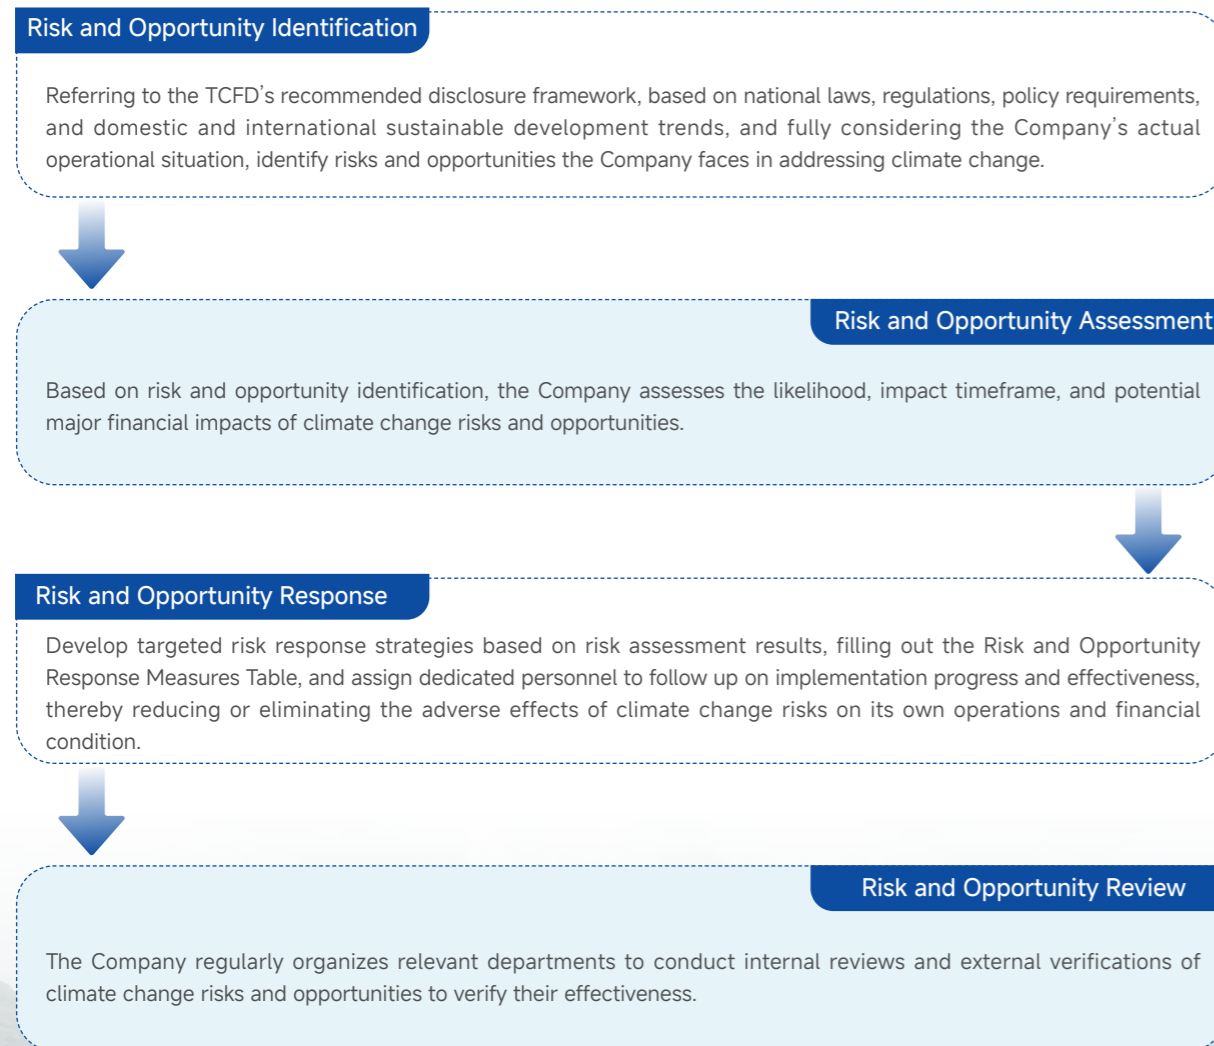 Risk and Opportunity Identification
Referring to the TCFD’s recommended disclosure framework, based on national laws, regulations, policy requirements,
and domestic and international sustainable development trends, and fully considering the Company’s actual
operational situation, identify risks and opportunities the Company faces in addressing climate change.
Risk and Opportunity Assessment
Based on risk and opportunity identification, the Company assesses the likelihood, impact timeframe, and potential
major financial impacts of climate change risks and opportunities.
Risk and Opportunity Response
Develop targeted risk response strategies based on risk assessment results, filling out the Risk and Opportunity
Response Measures Table, and assign dedicated personnel to follow up on implementation progress and effectiveness,
thereby reducing or eliminating the adverse effects of climate change risks on its own operations and financial
condition.
Risk and Opportunity Review
The Company regularly organizes relevant departments to conduct internal reviews and external verifications of
climate change risks and opportunities to verify their effectiveness.